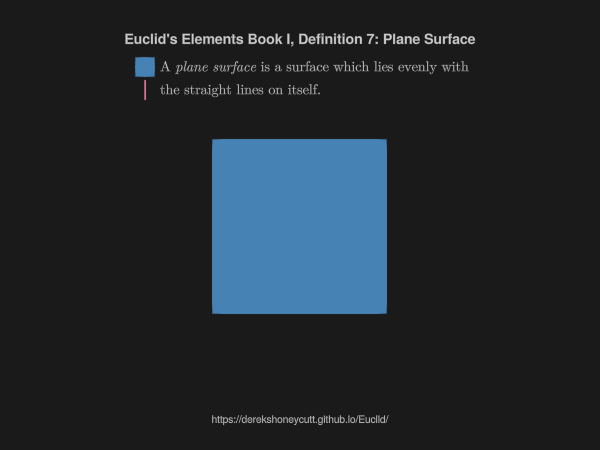 Euclid's Elements Book I, Definition 7: Plane Surface
A plane surface is a surface which lies evenly with
the straight lines on itself.
https://derekshoneycutt.github.io/Euclid/